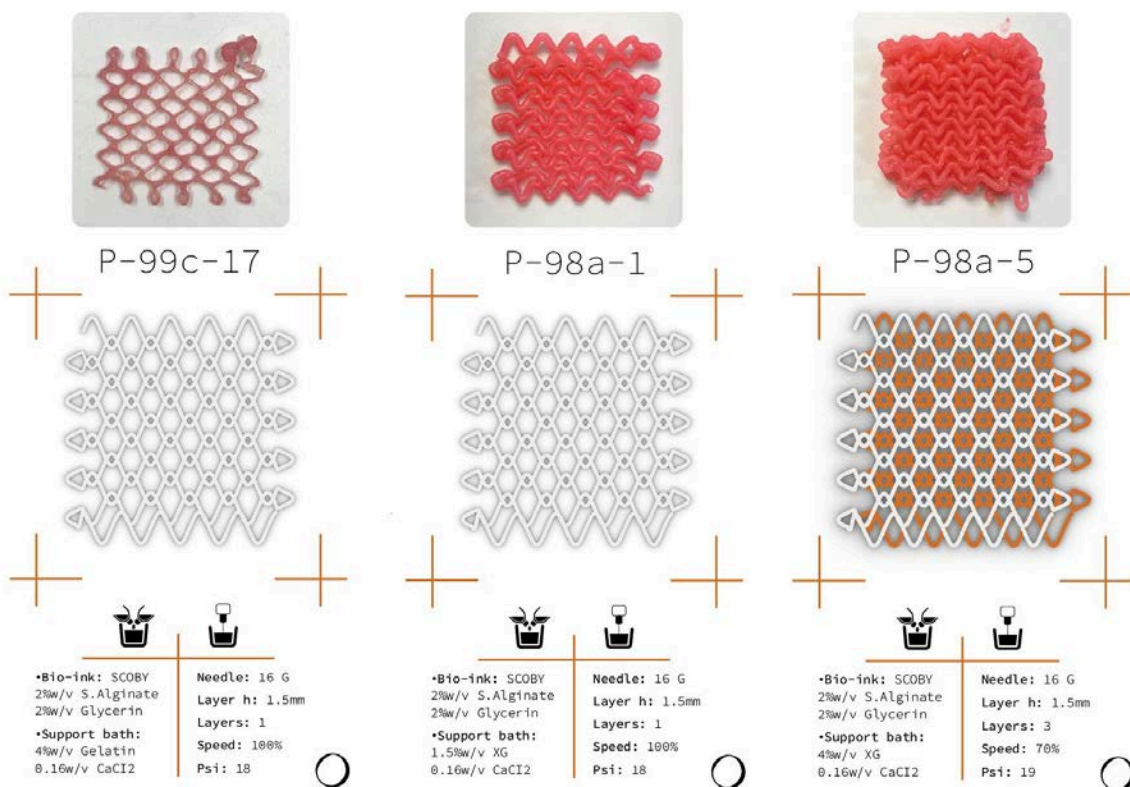 P-99c-17
•Bio-ink: SCOBY
2%w/v S.Alginate
2%w/v Glycerin
•Support bath:
4%w/v Gelatin
0.16w/v CaCI2
Needle: 16 G
Layer h: 1.5mm
Layers: 1
Speed: 100%
Psi: 18
P-98a-1
•Bio-ink: SCOBY
2%w/v S.Alginate
2%w/v Glycerin
•Support bath:
1.5%w/v XG
0.16w/v CaCI2
Needle: 16 G
Layer h: 1.5mm
Layers: 1
Speed: 100%
Psi: 18
P-98a-5
•Bio-ink: SCOBY
2%w/v S.Alginate
2%w/v Glycerin
•Support bath:
4%w/v XG
0.16w/v CaCI2
Needle: 16 G
Layer h: 1.5mm
Layers: 3
Speed: 70%
Psi: 19